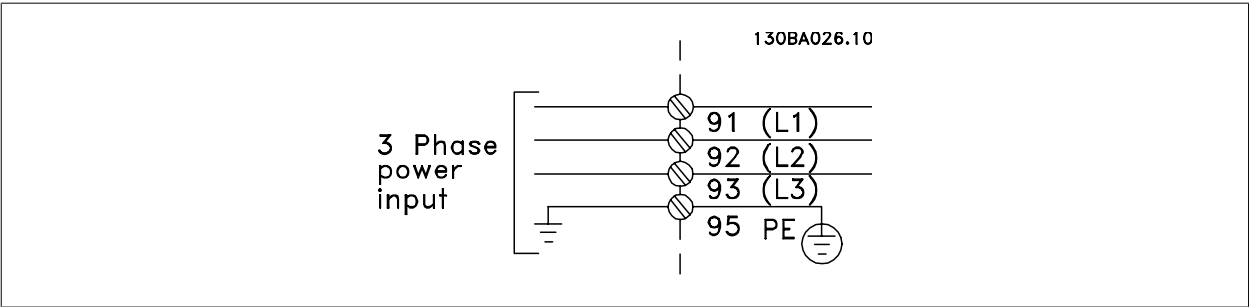 130BA026.10
3 Phase
power
input
91 (L1)
92 (L2)
93 (L3)
95 PE